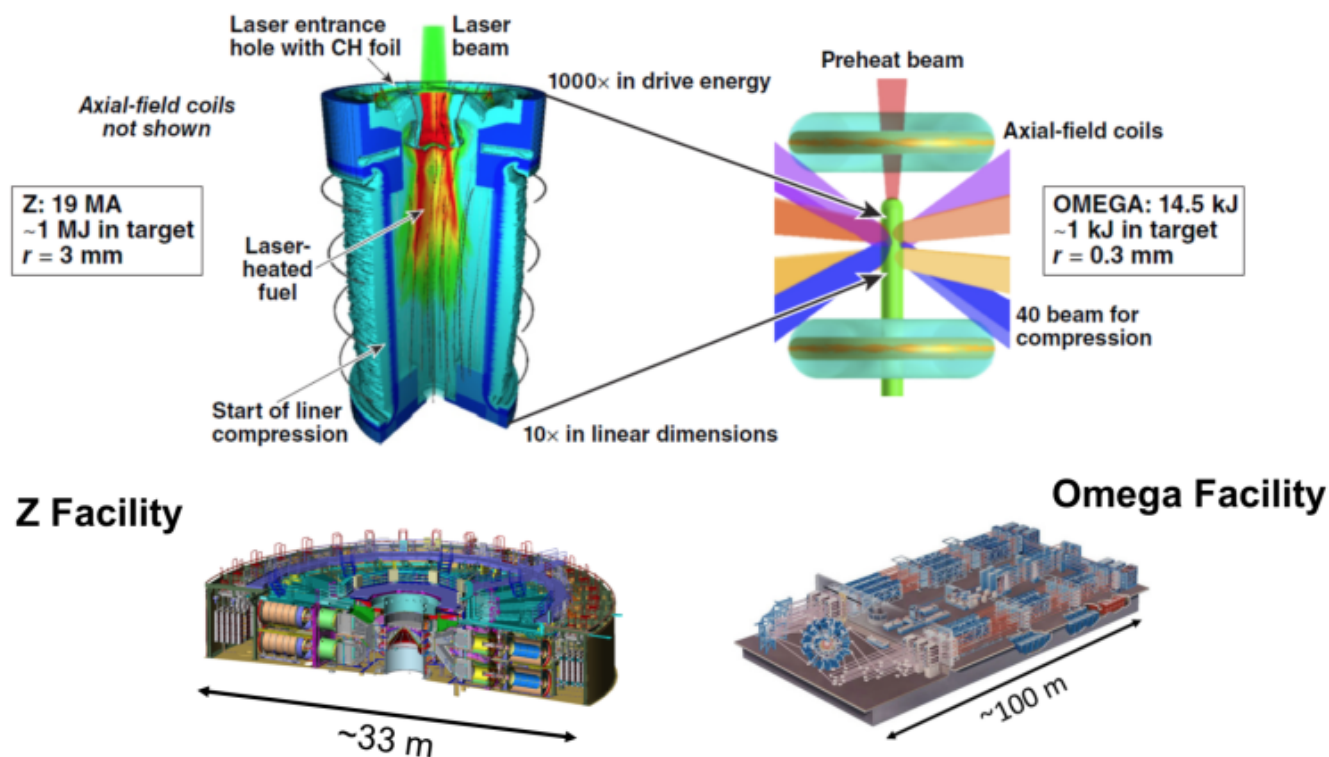 Laser entrance
hole with CH foil
Laser
beam
Axial-field coils
not shown
1000× in drive energy
Preheat beam
Axial-field coils
Z: 19 MA
~1 MJ in target
r = 3 mm
Laser-
heated
fuel
OMEGA: 14.5 kJ
~1 kJ in target
r = 0.3 mm
40 beam for
compression
Start of liner
compression
10× in linear dimensions
Z Facility
Omega Facility
~33 m
~100 m